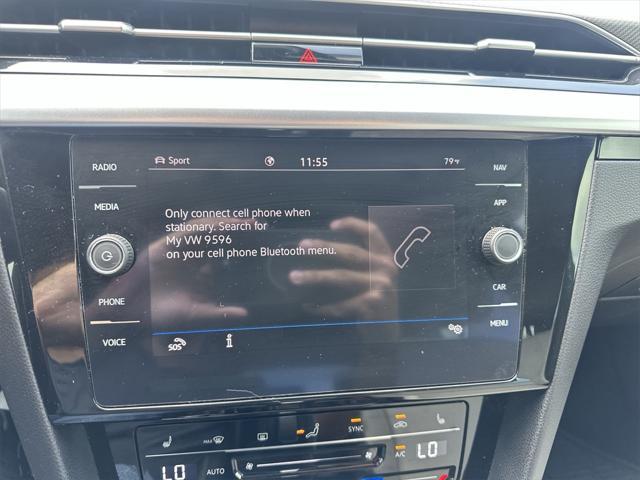 RADIO
Sport 11:55 79°F
NAV
MEDIA
APP
Only connect cell phone when
stationary. Search for
My VW 9596
on your cell phone Bluetooth menu.
PHONE
CAR
VOICE
SOS
i
MENU
MAX
SYNC
A/C
LO AUTO
LO